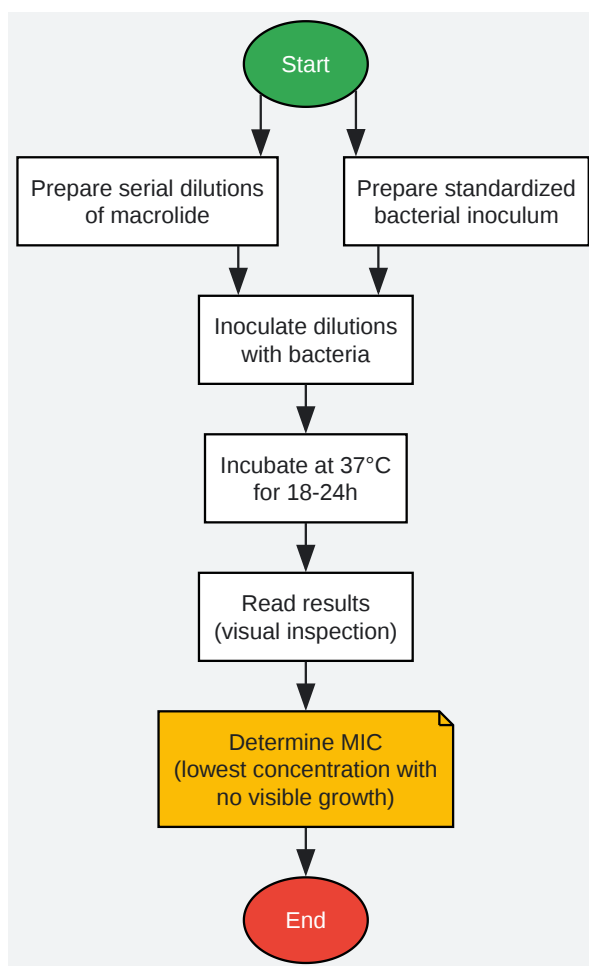 Start
Prepare serial dilutions
of macrolide
Prepare standardized
bacterial inoculum
Inoculate dilutions
with bacteria
Incubate at 37°C
for 18-24h
Read results
(visual inspection)
Determine MIC
(lowest concentration with
no visible growth)
End